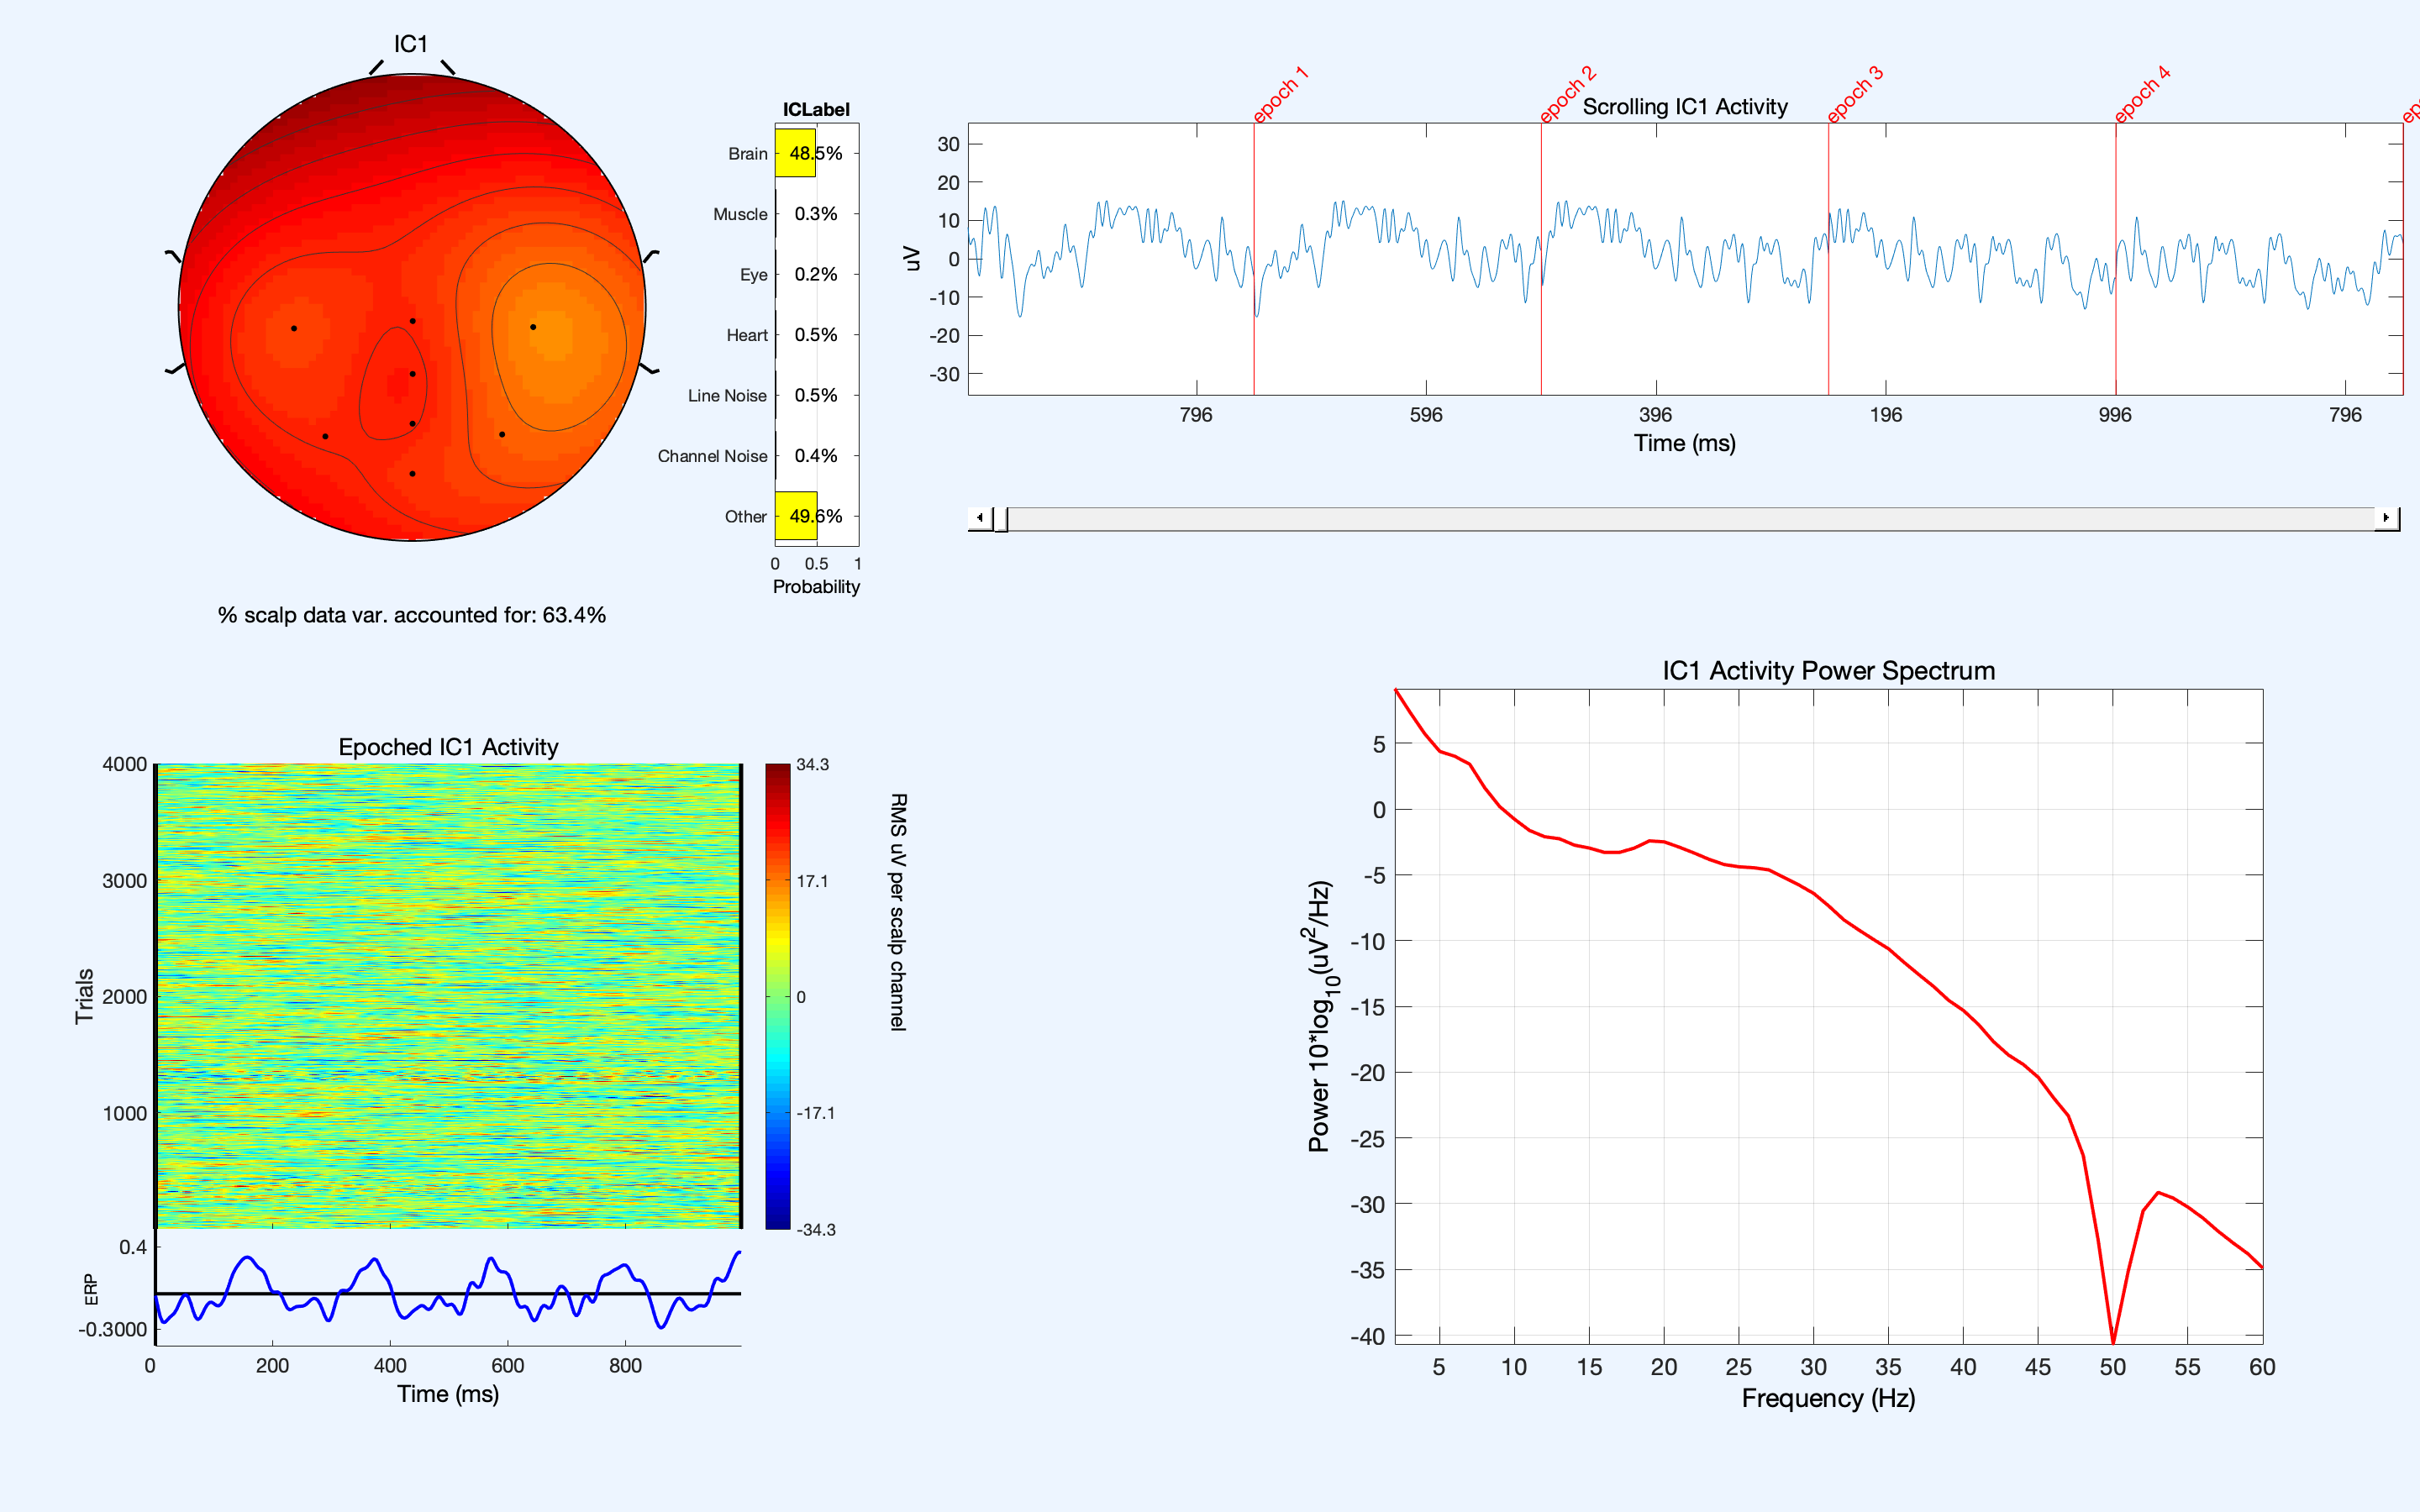 IC1
ICLabel
Brain 48.5%
Muscle 0.3%
Eye 0.2%
Heart 0.5%
Line Noise 0.5%
Channel Noise 0.4%
Other 49.6%
0 0.5 1
Probability
% scalp data var. accounted for: 63.4%
epoch 1
epoch 2
epoch 3
epoch 4
Scrolling IC1 Activity
30
20
10
0
-10
-20
-30
uV
796 596 396 196 996 796
Time (ms)
Epoched IC1 Activity
4000
3000
2000
1000
Trials
34.3
17.1
0
-17.1
-34.3
RMS uV per scalp channel
0.4
-0.3000
ERP
0 200 400 600 800
Time (ms)
IC1 Activity Power Spectrum
5
0
-5
-10
-15
-20
-25
-30
-35
-40
Power 10*log10(uV2/Hz)
5 10 15 20 25 30 35 40 45 50 55 60
Frequency (Hz)